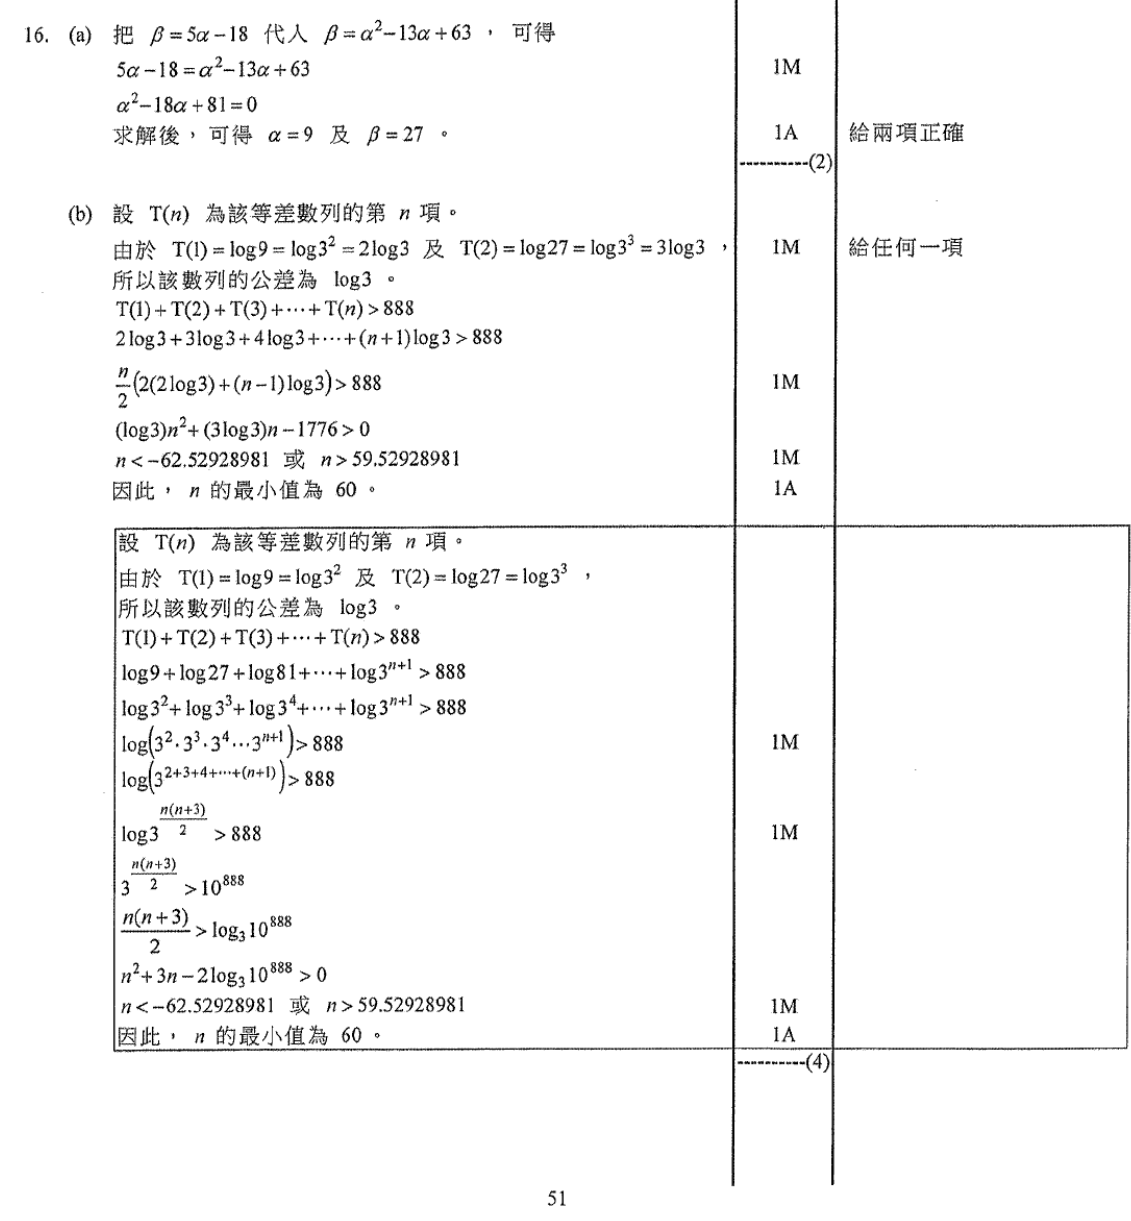 16. (a) 把 β = 5α − 18 代入 β = α² − 13α + 63 ， 可得
5α − 18 = α² − 13α + 63 1M
α² − 18α + 81 = 0
求解後，可得 α = 9 及 β = 27 。 1A 給兩項正確
----------(2)
(b) 設 T(n) 為該等差數列的第 n 項。
由於 T(1) = log9 = log3² = 2log3 及 T(2) = log27 = log3³ = 3log3 ， 1M 給任何一項
所以該數列的公差為 log3 。
T(1) + T(2) + T(3) + ⋯ + T(n) > 888
2log3 + 3log3 + 4log3 + ⋯ + (n+1)log3 > 888
n/2 (2(2log3) + (n−1)log3) > 888 1M
(log3)n² + (3log3)n − 1776 > 0
n < −62.52928981 或 n > 59.52928981 1M
因此， n 的最小值為 60 。 1A
設 T(n) 為該等差數列的第 n 項。
由於 T(1) = log9 = log3² 及 T(2) = log27 = log3³ ，
所以該數列的公差為 log3 。
T(1) + T(2) + T(3) + ⋯ + T(n) > 888
log9 + log27 + log81 + ⋯ + log3ⁿ⁺¹ > 888
log3² + log3³ + log3⁴ + ⋯ + log3ⁿ⁺¹ > 888
log(3² · 3³ · 3⁴ ⋯ 3ⁿ⁺¹) > 888 1M
log(3^(2+3+4+⋯+(n+1))) > 888
log3^(n(n+3)/2) > 888 1M
3^(n(n+3)/2) > 10⁸⁸⁸
n(n+3)/2 > log₃10⁸⁸⁸
n² + 3n − 2log₃10⁸⁸⁸ > 0
n < −62.52928981 或 n > 59.52928981 1M
因此， n 的最小值為 60 。 1A
----------(4)
51